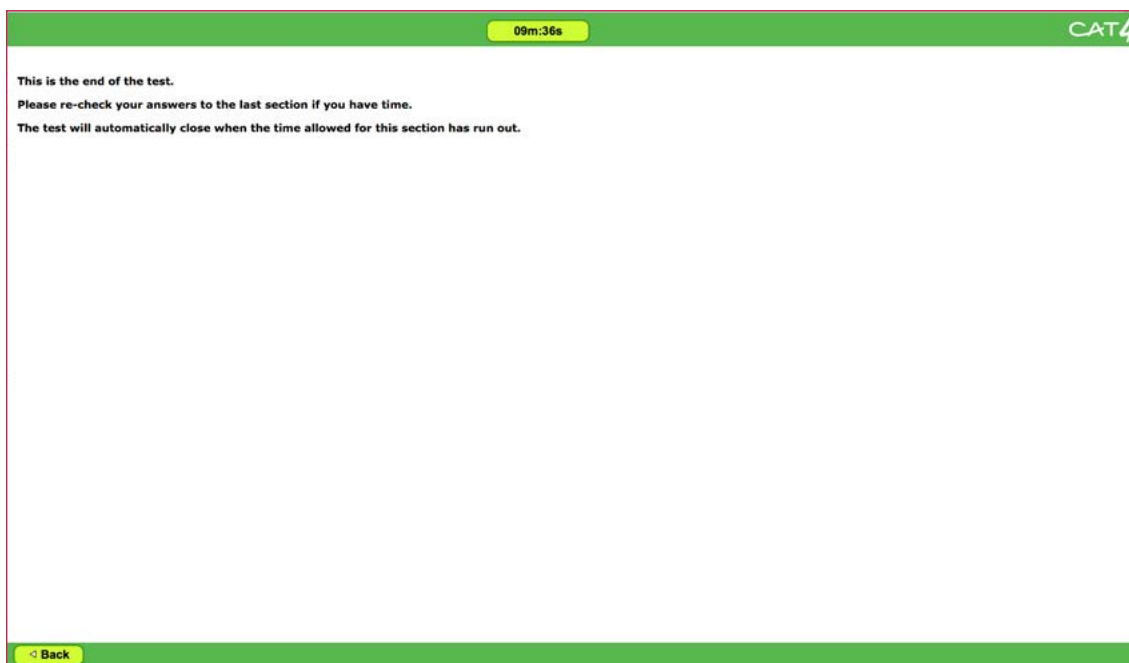 09m:36s
CAT4
This is the end of the test.
Please re-check your answers to the last section if you have time.
The test will automatically close when the time allowed for this section has run out.
◁ Back